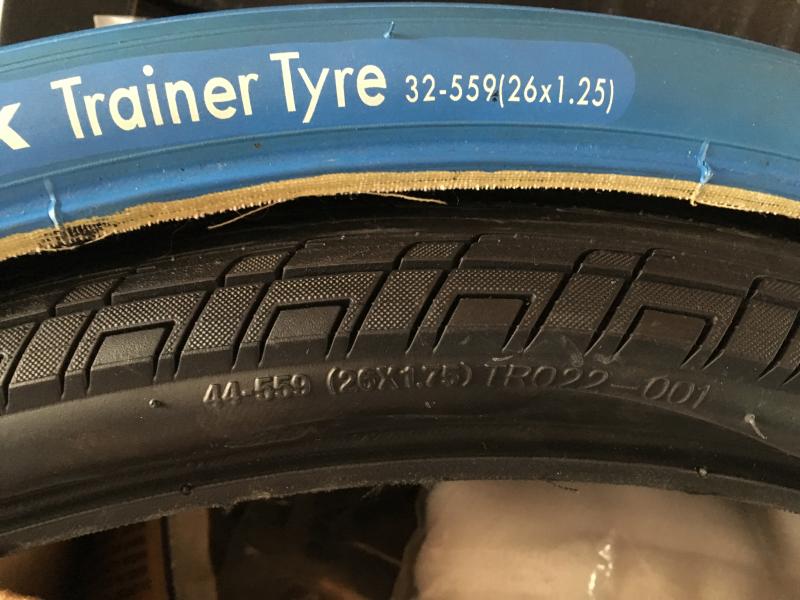 Trainer Tyre 32-559(26x1.25)
44-559 (26X1.75) TR022-001